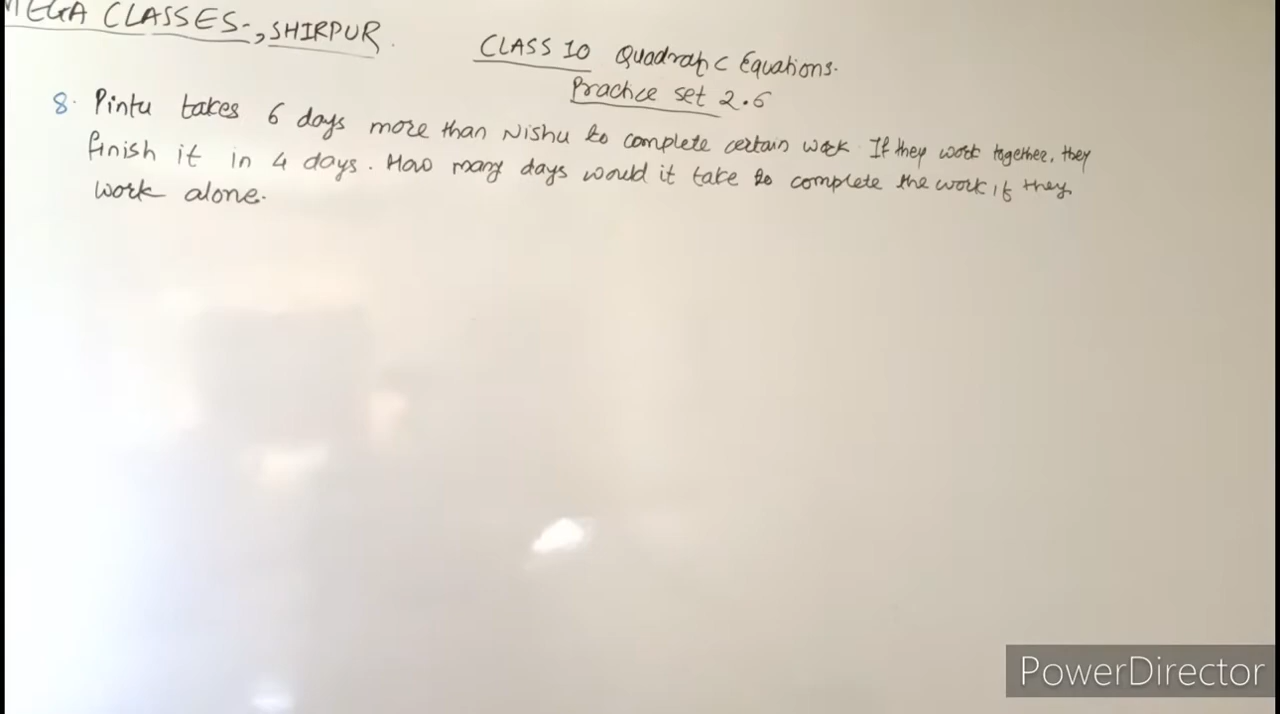 MEGA CLASSES-, SHIRPUR.
CLASS 10 Quadratic Equations.
Practice set 2.6
8. Pintu takes 6 days more than Nishu to complete certain work. If they work together, they
finish it in 4 days. How many days would it take to complete the work if they
work alone.
PowerDirector